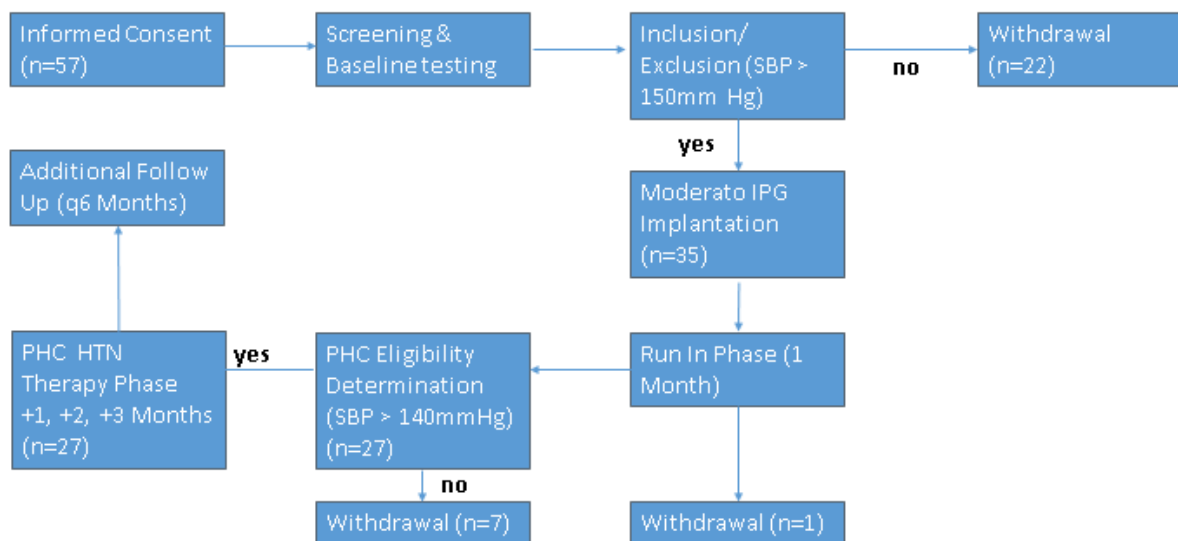 Informed Consent
(n=57)
Screening &
Baseline testing
Inclusion/
Exclusion (SBP >
150mm Hg)
no
Withdrawal
(n=22)
yes
Moderato IPG
Implantation
(n=35)
Run In Phase (1
Month)
Withdrawal (n=1)
PHC Eligibility
Determination
(SBP > 140mmHg)
(n=27)
no
Withdrawal (n=7)
yes
PHC HTN
Therapy Phase
+1, +2, +3 Months
(n=27)
Additional Follow
Up (q6 Months)